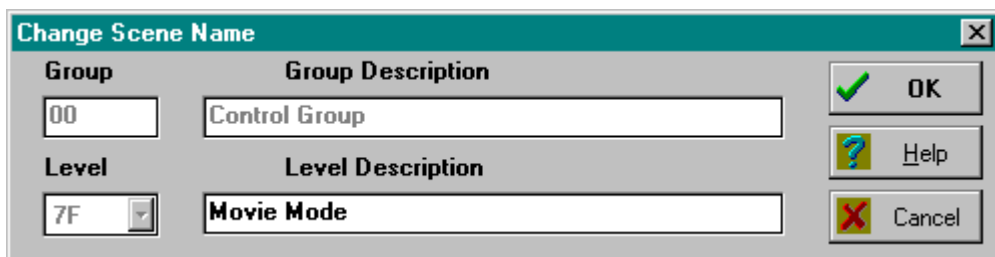 Change Scene Name
Group Group Description
00 Control Group
Level Level Description
7F Movie Mode
OK
Help
Cancel